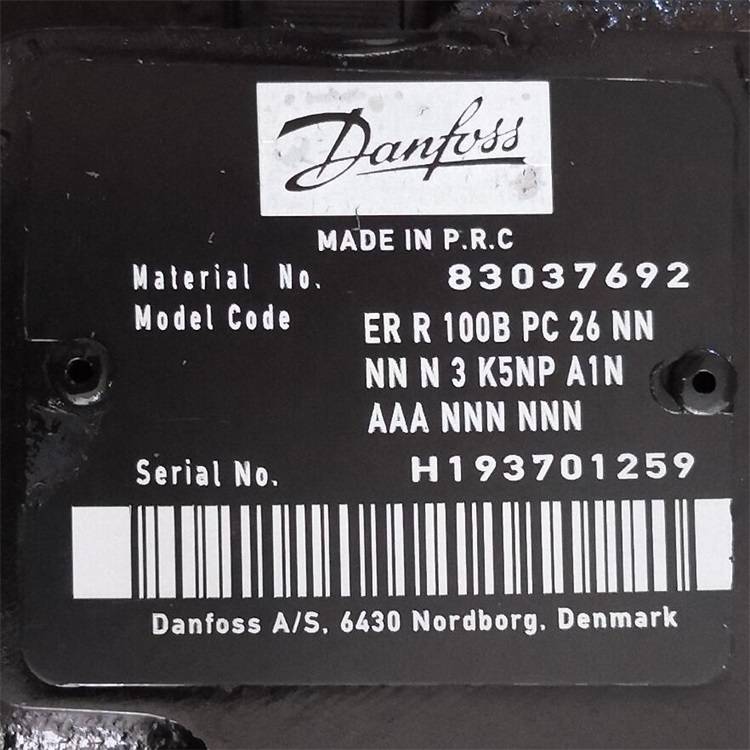 Danfoss
MADE IN P.R.C
Material No. 83037692
Model Code ER R 100B PC 26 NN
NN N 3 K5NP A1N
AAA NNN NNN
Serial No. H193701259
Danfoss A/S, 6430 Nordborg, Denmark